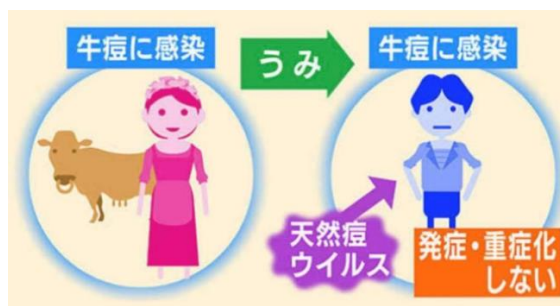 牛痘に感染
うみ
牛痘に感染
天然痘
ウイルス
発症・重症化
しない